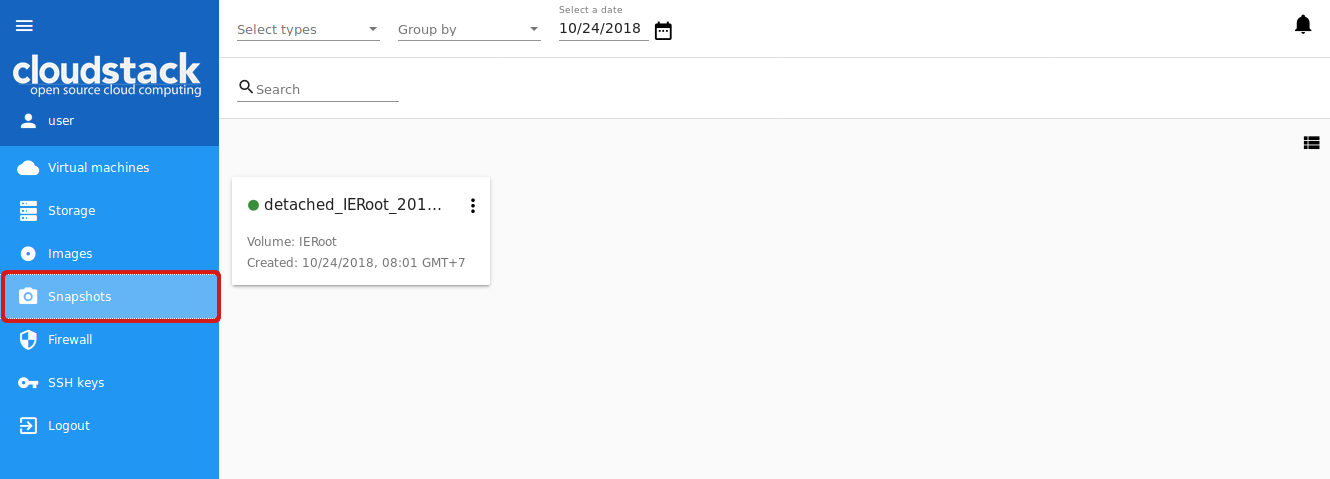 cloudstack
open source cloud computing
user
Virtual machines
Storage
Images
Snapshots
Firewall
SSH keys
Logout
Select types
Group by
Select a date
10/24/2018
Search
detached_IERoot_201...
Volume: IERoot
Created: 10/24/2018, 08:01 GMT+7